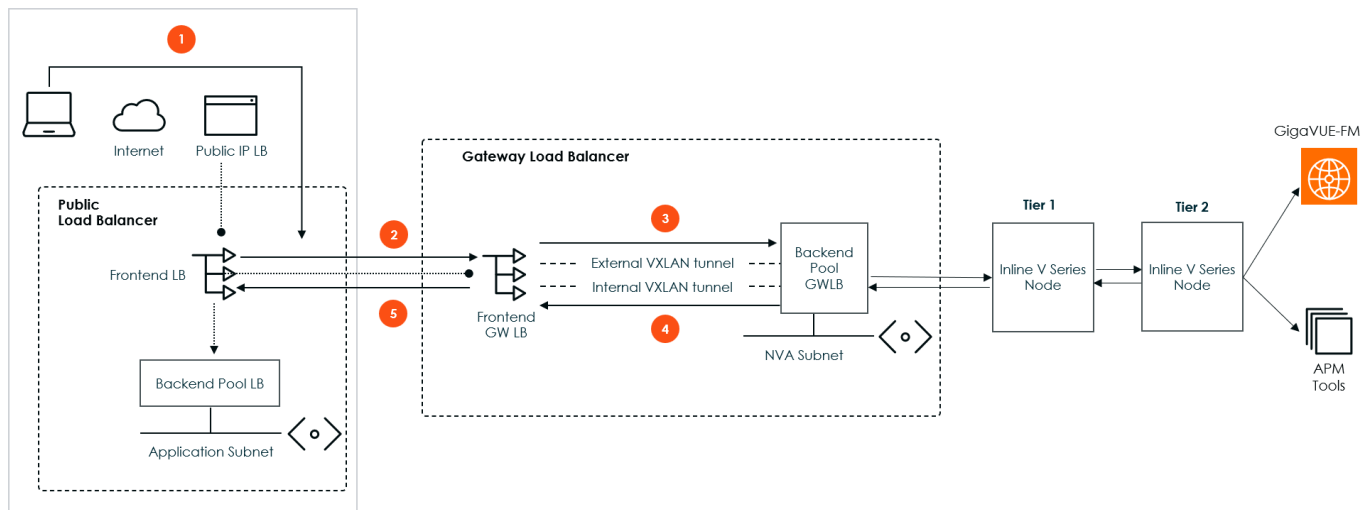 1
Internet
Public IP LB
Public
Load Balancer
Frontend LB
Backend Pool LB
Application Subnet
2
5
Gateway Load Balancer
3
External VXLAN tunnel
Internal VXLAN tunnel
4
Frontend
GW LB
Backend
Pool
GWLB
NVA Subnet
Tier 1
Inline V Series
Node
Tier 2
Inline V Series
Node
GigaVUE-FM
APM
Tools